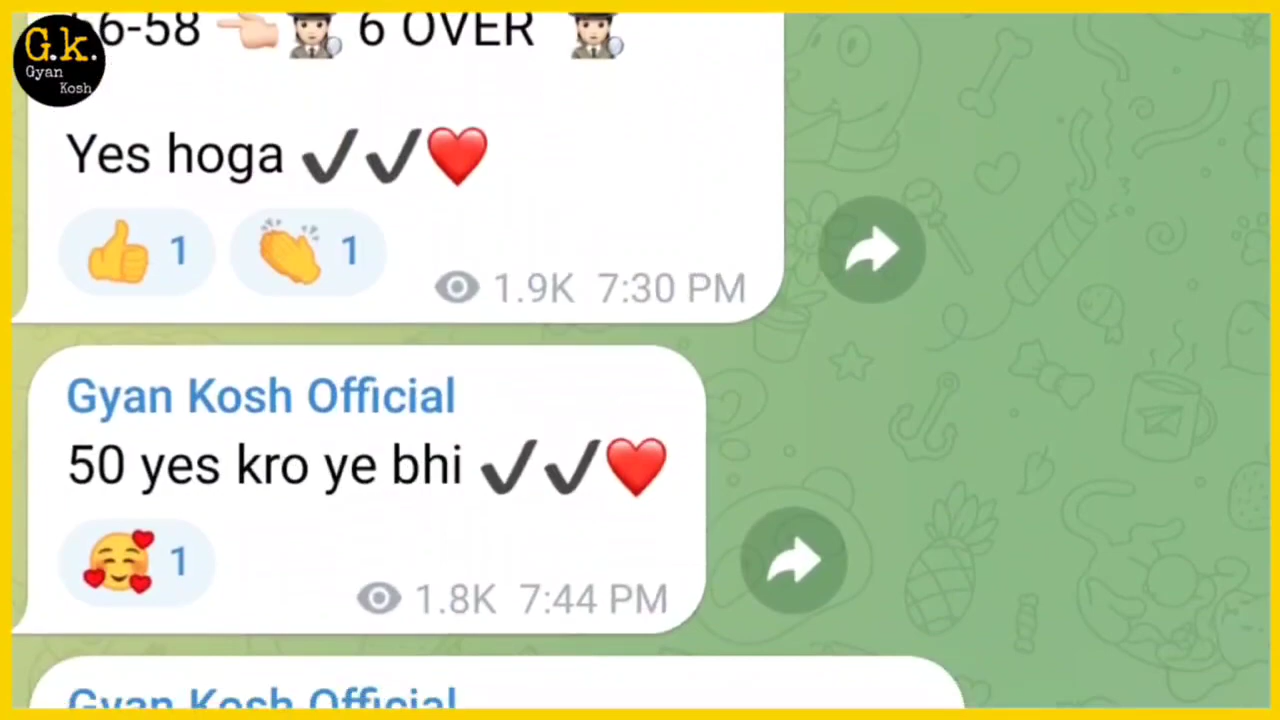 G.k.
Gyan
Kosh
6-58 👈🏻🕵🏻‍♀️ 6 OVER 🕵🏻‍♀️
Yes hoga ✔️✔️❤️
👍 1 👏 1
1.9K 7:30 PM
Gyan Kosh Official
50 yes kro ye bhi ✔️✔️❤️
🥰 1
1.8K 7:44 PM
Gyan Kosh Official